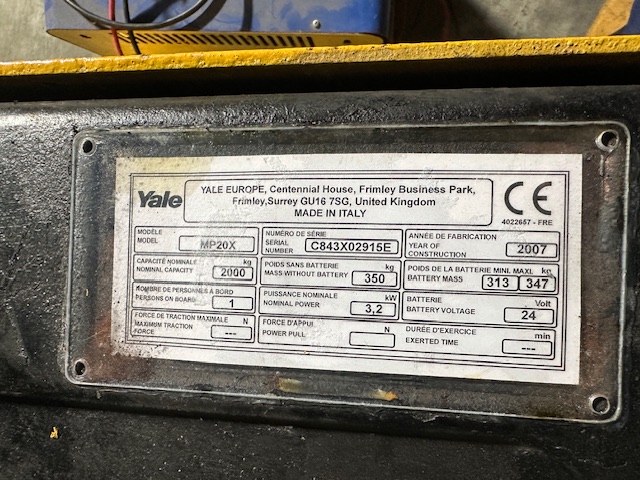 Yale
YALE EUROPE, Centennial House, Frimley Business Park,
Frimley,Surrey GU16 7SG, United Kingdom
MADE IN ITALY
CE
4022657 - FRE
MODÈLE
MODEL
MP20X
NUMÉRO DE SÉRIE
SERIAL
NUMBER
C843X02915E
ANNÉE DE FABRICATION
YEAR OF
CONSTRUCTION
2007
CAPACITÉ NOMINALE kg
NOMINAL CAPACITY
2000
POIDS SANS BATTERIE kg
MASS WITHOUT BATTERY
350
POIDS DE LA BATTERIE MINI. MAXI. kg
BATTERY MASS
313 347
NOMBRE DE PERSONNES À BORD
PERSONS ON BOARD
1
PUISSANCE NOMINALE kW
NOMINAL POWER
3,2
BATTERIE Volt
BATTERY VOLTAGE
24
FORCE DE TRACTION MAXIMALE N
MAXIMUM TRACTION
FORCE
---
FORCE D'APPUI N
POWER PULL
DURÉE D'EXERCICE min
EXERTED TIME
---